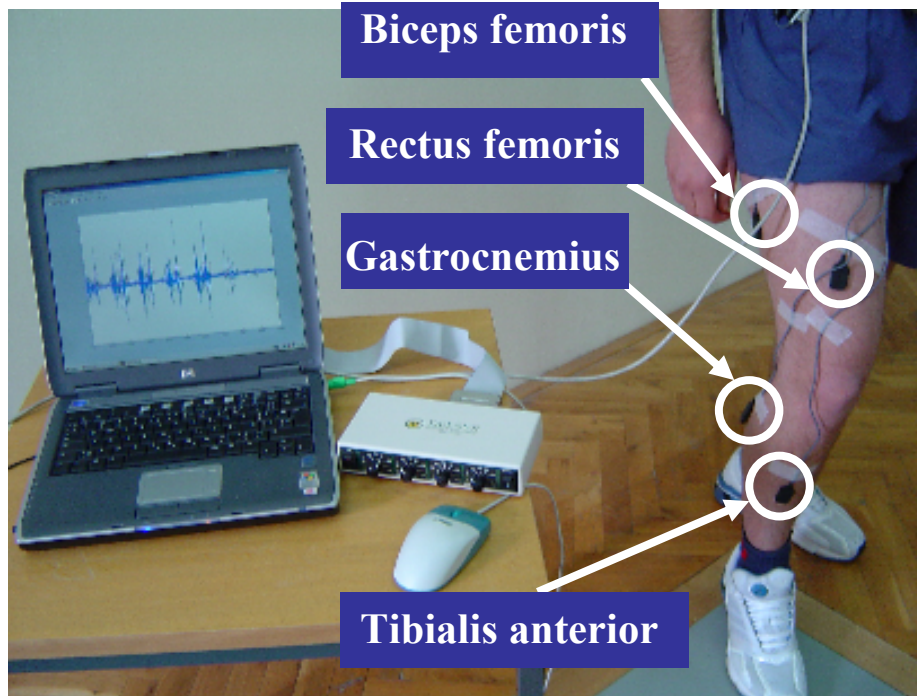 Biceps femoris
Rectus femoris
Gastrocnemius
Tibialis anterior